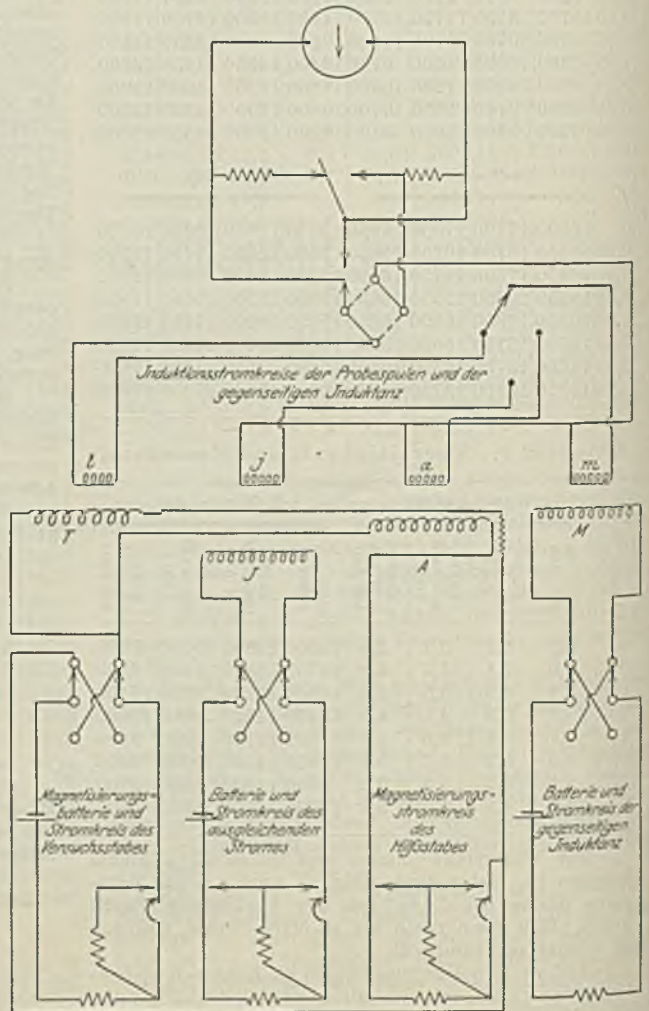 Induktionsstromkreise der Probespulen und der
gegenseitigen Induktanz
l
j
a
m
T
J
A
M
Magnetisierungs-
batterie und
Stromkreis des
Versuchsstabes
Batterie und
Stromkreis des
ausgleichenden
Stromes
Magnetisierungs-
stromkreis
des
Hilfsstabes
Batterie und
Stromkreis der
gegenseitigen
Induktanz